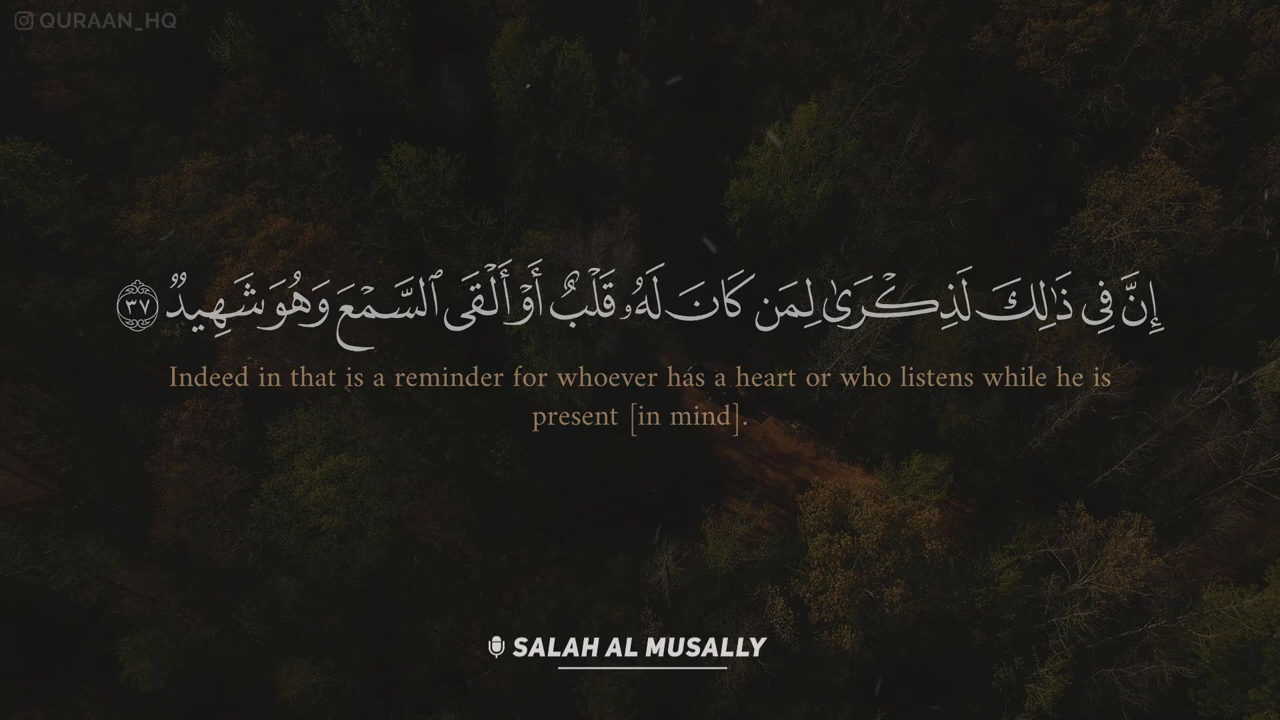 QURAAN_HQ
إِنَّ فِي ذَٰلِكَ لَذِكْرَىٰ لِمَن كَانَ لَهُۥ قَلْبٌ أَوْ أَلْقَى ٱلسَّمْعَ وَهُوَ شَهِيدٌ ٣٧
Indeed in that is a reminder for whoever has a heart or who listens while he is
present [in mind].
SALAH AL MUSALLY